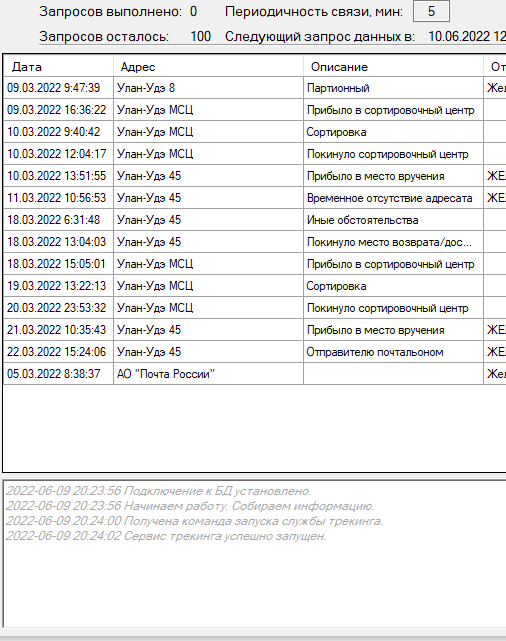 Запросов выполнено: 0 Периодичность связи, мин: 5
Запросов осталось: 100 Следующий запрос данных в: 10.06.2022 12
Дата Адрес Описание От
09.03.2022 9:47:39 Улан-Удэ 8 Партионный Жел
09.03.2022 16:36:22 Улан-Удэ МСЦ Прибыло в сортировочный центр
10.03.2022 9:40:42 Улан-Удэ МСЦ Сортировка
10.03.2022 12:04:17 Улан-Удэ МСЦ Покинуло сортировочный центр
10.03.2022 13:51:55 Улан-Удэ 45 Прибыло в место вручения ЖЕЛ
11.03.2022 10:56:53 Улан-Удэ 45 Временное отсутствие адресата ЖЕЛ
18.03.2022 6:31:48 Улан-Удэ 45 Иные обстоятельства
18.03.2022 13:04:03 Улан-Удэ 45 Покинуло место возврата/дос...
18.03.2022 15:05:01 Улан-Удэ МСЦ Прибыло в сортировочный центр
19.03.2022 13:22:13 Улан-Удэ МСЦ Сортировка
20.03.2022 23:53:32 Улан-Удэ МСЦ Покинуло сортировочный центр
21.03.2022 10:35:43 Улан-Удэ 45 Прибыло в место вручения ЖЕЛ
22.03.2022 15:24:06 Улан-Удэ 45 Отправителю почтальоном ЖЕЛ
05.03.2022 8:38:37 АО "Почта России" Жел
2022-06-09 20:23:56 Подключение к БД установлено.
2022-06-09 20:23:56 Начинаем работу. Собираем информацию.
2022-06-09 20:24:00 Получена команда запуска службы трекинга.
2022-06-09 20:24:02 Сервис трекинга успешно запущен.